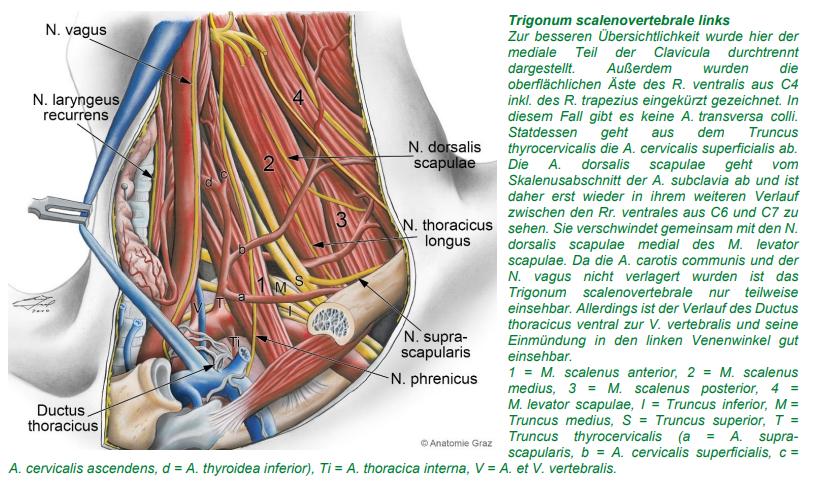 N. vagus
N. laryngeus
recurrens
4
N. dorsalis
scapulae
2
d
c
3
N. thoracicus
longus
b
1
M
S
a
I
V
T
Ti
N. supra-
scapularis
N. phrenicus
Ductus
thoracicus
© Anatomie Graz
Trigonum scalenovertebrale links
Zur besseren Übersichtlichkeit wurde hier der
mediale Teil der Clavicula durchtrennt
dargestellt. Außerdem wurden die
oberflächlichen Äste des R. ventralis aus C4
inkl. des R. trapezius eingekürzt gezeichnet. In
diesem Fall gibt es keine A. transversa colli.
Statdessen geht aus dem Truncus
thyrocervicalis die A. cervicalis superficialis ab.
Die A. dorsalis scapulae geht vom
Skalenusabschnitt der A. subclavia ab und ist
daher erst wieder in ihrem weiteren Verlauf
zwischen den Rr. ventrales aus C6 und C7 zu
sehen. Sie verschwindet gemeinsam mit den N.
dorsalis scapulae medial des M. levator
scapulae. Da die A. carotis communis und der
N. vagus nicht verlagert wurden ist das
Trigonum scalenovertebrale nur teilweise
einsehbar. Allerdings ist der Verlauf des Ductus
thoracicus ventral zur V. vertebralis und seine
Einmündung in den linken Venenwinkel gut
einsehbar.
1 = M. scalenus anterior, 2 = M. scalenus
medius, 3 = M. scalenus posterior, 4 =
M. levator scapulae, I = Truncus inferior, M =
Truncus medius, S = Truncus superior, T =
Truncus thyrocervicalis (a = A. supra-
scapularis, b = A. cervicalis superficialis, c =
A. cervicalis ascendens, d = A. thyroidea inferior), Ti = A. thoracica interna, V = A. et V. vertebralis.